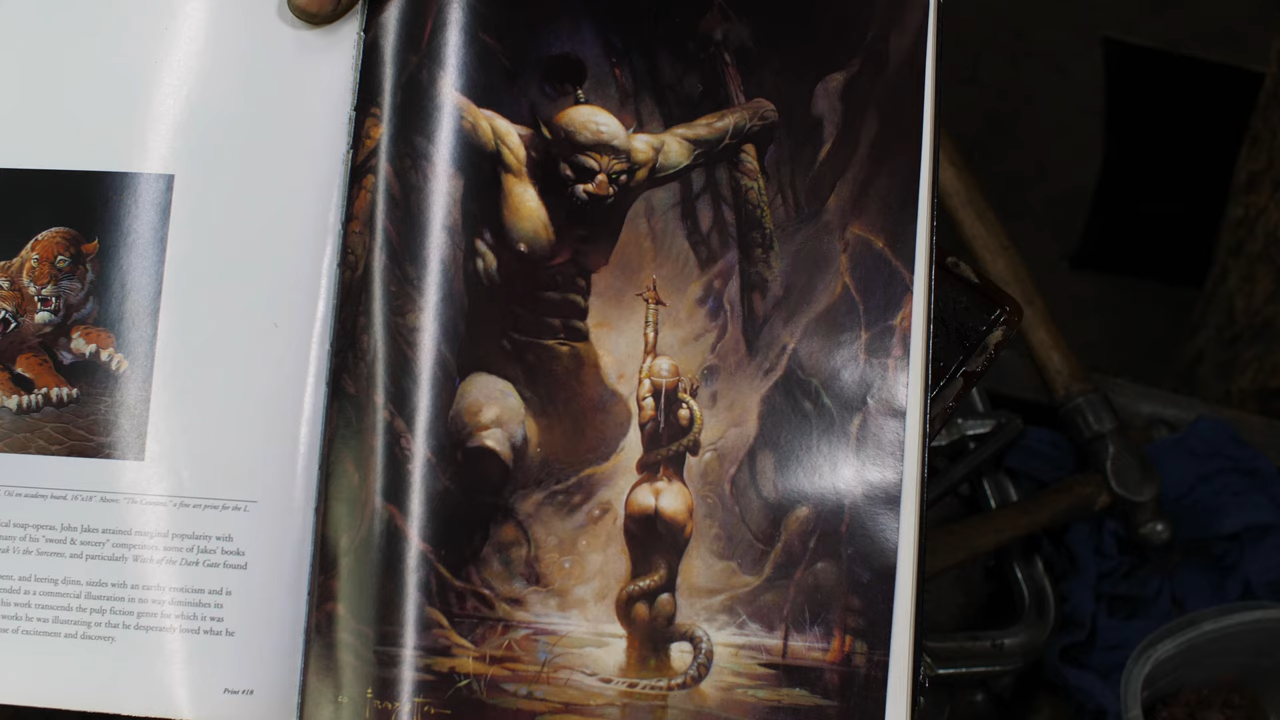 Oil on academy board, 16"x18". Above: "The Countess," a fine art print for the L.
cal soap-operas, John Jakes attained marginal popularity with
many of his "sword & sorcery" competitors, some of Jakes' books
ak Vs the Sorceress, and particularly Witch of the Dark Gate found
pern, and leering djinn, sizzles with an earthy eroticism and is
ended as a commercial illustration in no way diminishes its
his work transcends the pulp fiction genre for which it was
works he was illustrating or that he desperately loved what he
se of excitement and discovery.
Print #18
Frazetta